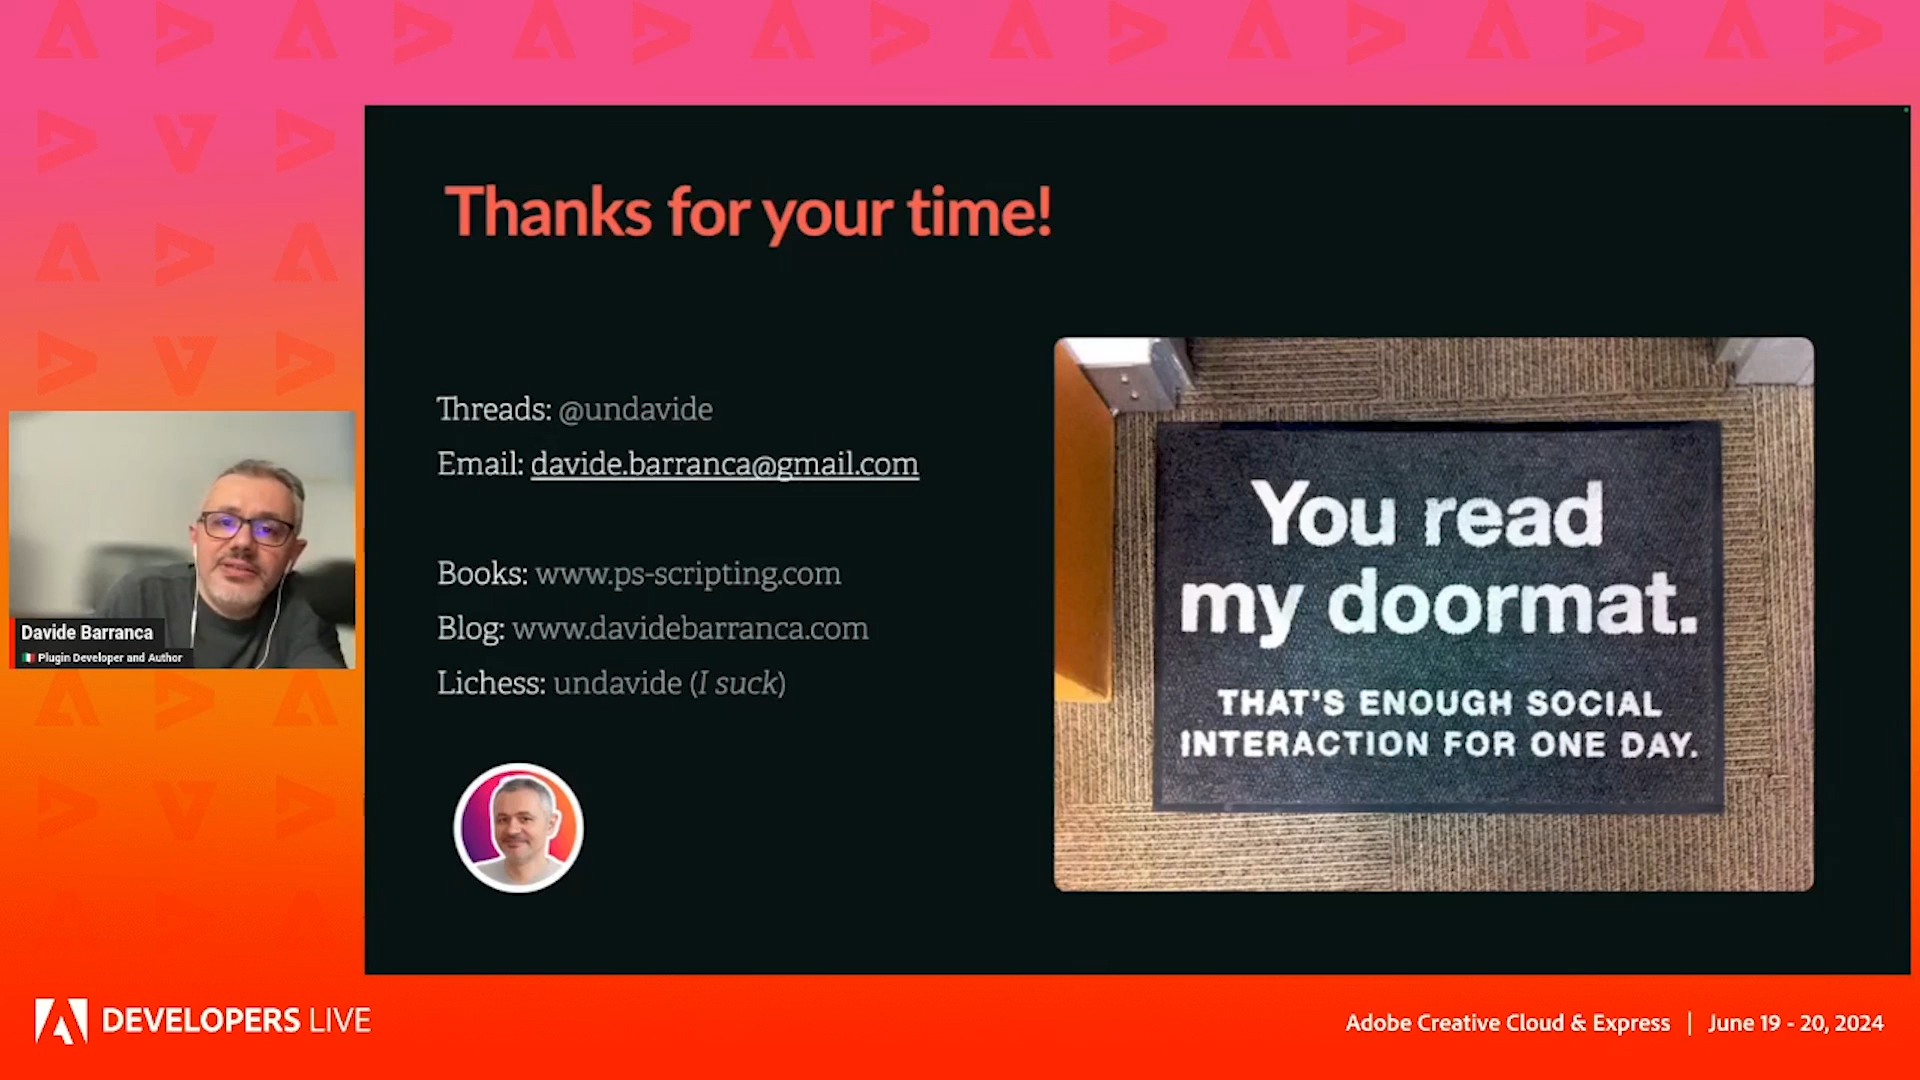 Thanks for your time!
Threads: @undavide
Email: davide.barranca@gmail.com
Books: www.ps-scripting.com
Blog: www.davidebarranca.com
Lichess: undavide (I suck)
You read
my doormat.
THAT'S ENOUGH SOCIAL
INTERACTION FOR ONE DAY.
Davide Barranca
Plugin Developer and Author
DEVELOPERS LIVE
Adobe Creative Cloud & Express | June 19 - 20, 2024